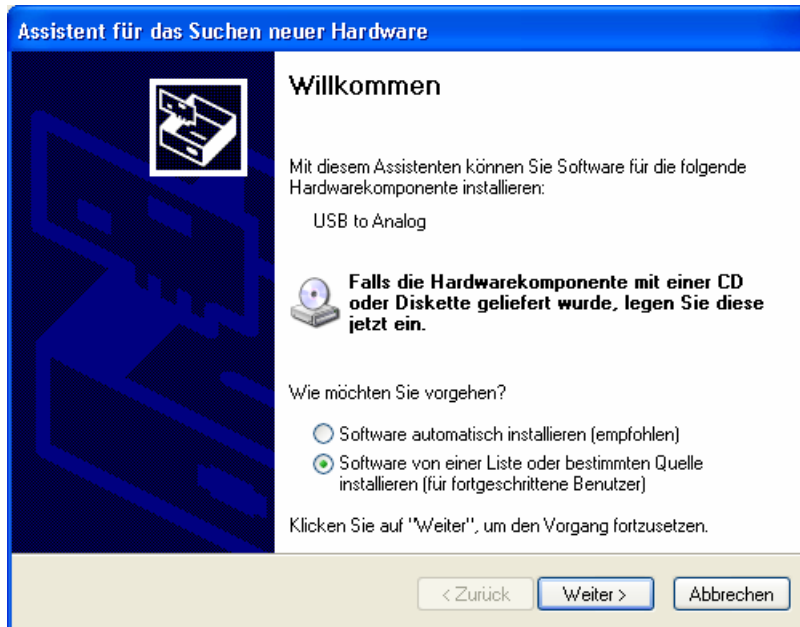 Assistent für das Suchen neuer Hardware
Willkommen
Mit diesem Assistenten können Sie Software für die folgende
Hardwarekomponente installieren:
USB to Analog
Falls die Hardwarekomponente mit einer CD
oder Diskette geliefert wurde, legen Sie diese
jetzt ein.
Wie möchten Sie vorgehen?
Software automatisch installieren (empfohlen)
Software von einer Liste oder bestimmten Quelle
installieren (für fortgeschrittene Benutzer)
Klicken Sie auf "Weiter", um den Vorgang fortzusetzen.
< Zurück Weiter > Abbrechen